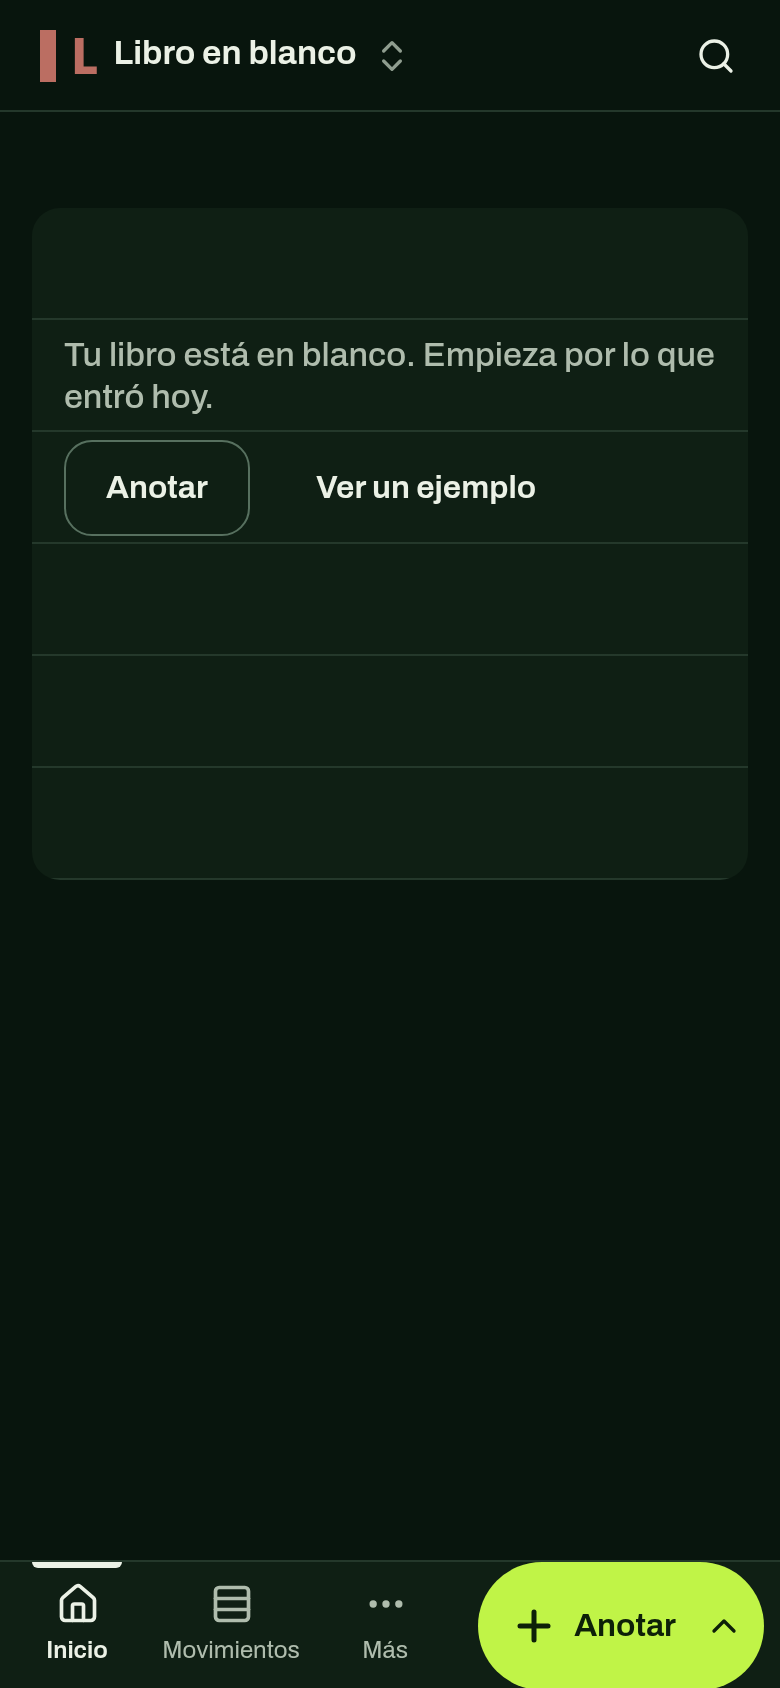 L Libro en blanco
Tu libro está en blanco. Empieza por lo que
entró hoy.
Anotar Ver un ejemplo
Inicio Movimientos Más Anotar